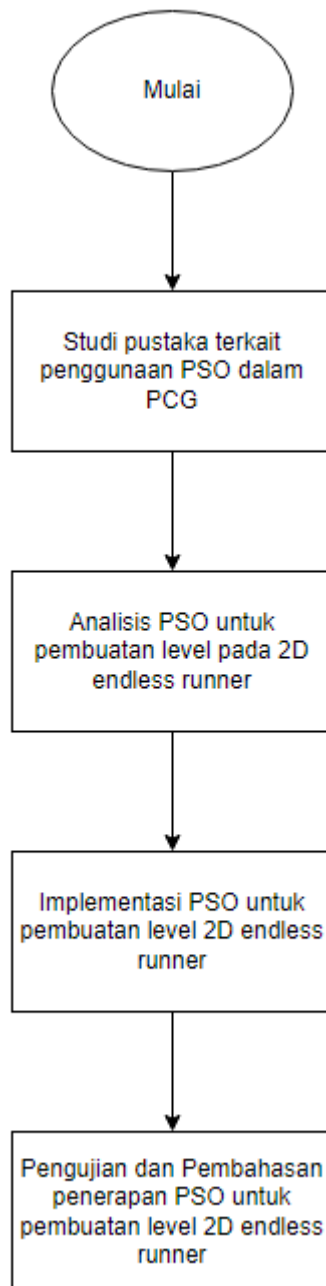 Mulai
Studi pustaka terkait
penggunaan PSO dalam
PCG
Analisis PSO untuk
pembuatan level pada 2D
endless runner
Implementasi PSO untuk
pembuatan level 2D endless
runner
Pengujian dan Pembahasan
penerapan PSO untuk
pembuatan level 2D endless
runner